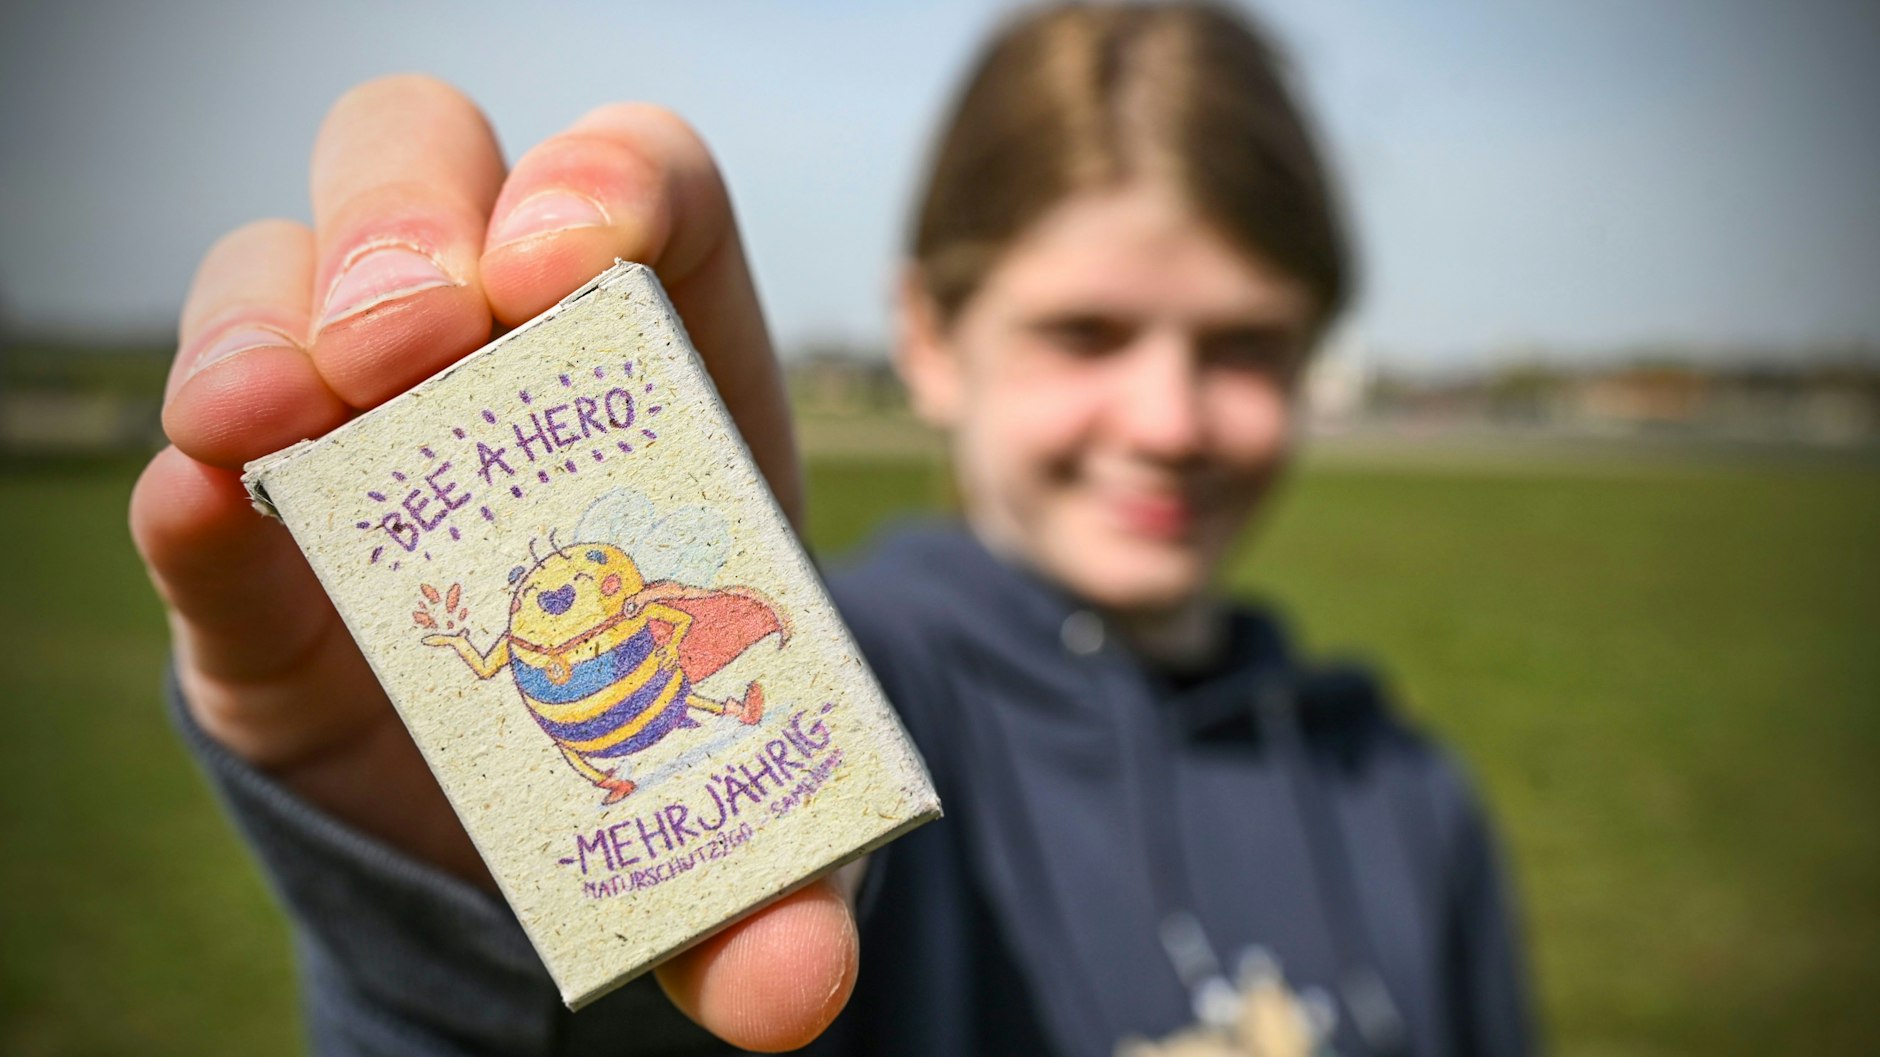 BEE A HERO
-MEHRJÄHRIG-
NATURSCHUTZ2GO